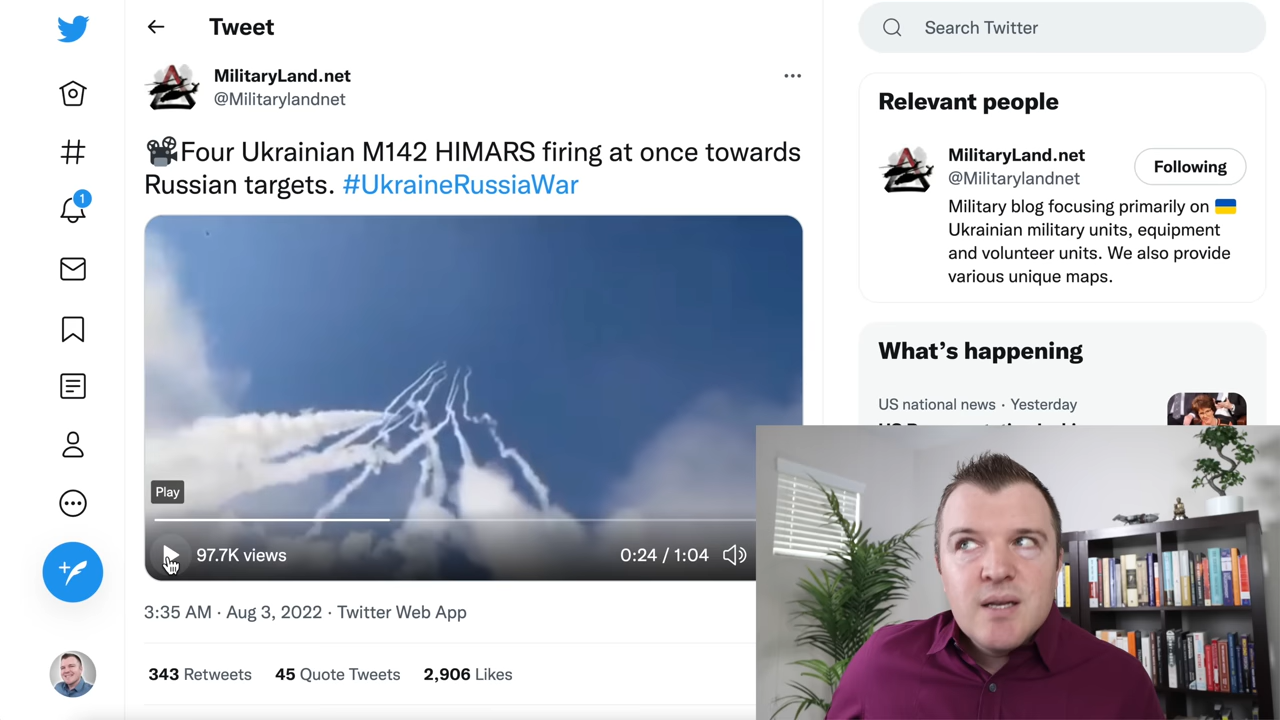 Tweet
MilitaryLand.net
@Militarylandnet
🎥Four Ukrainian M142 HIMARS firing at once towards
Russian targets. #UkraineRussiaWar
Play
97.7K views
0:24 / 1:04
3:35 AM · Aug 3, 2022 · Twitter Web App
343 Retweets 45 Quote Tweets 2,906 Likes
1
Search Twitter
Relevant people
MilitaryLand.net
@Militarylandnet
Following
Military blog focusing primarily on 🇺🇦
Ukrainian military units, equipment
and volunteer units. We also provide
various unique maps.
What's happening
US national news · Yesterday